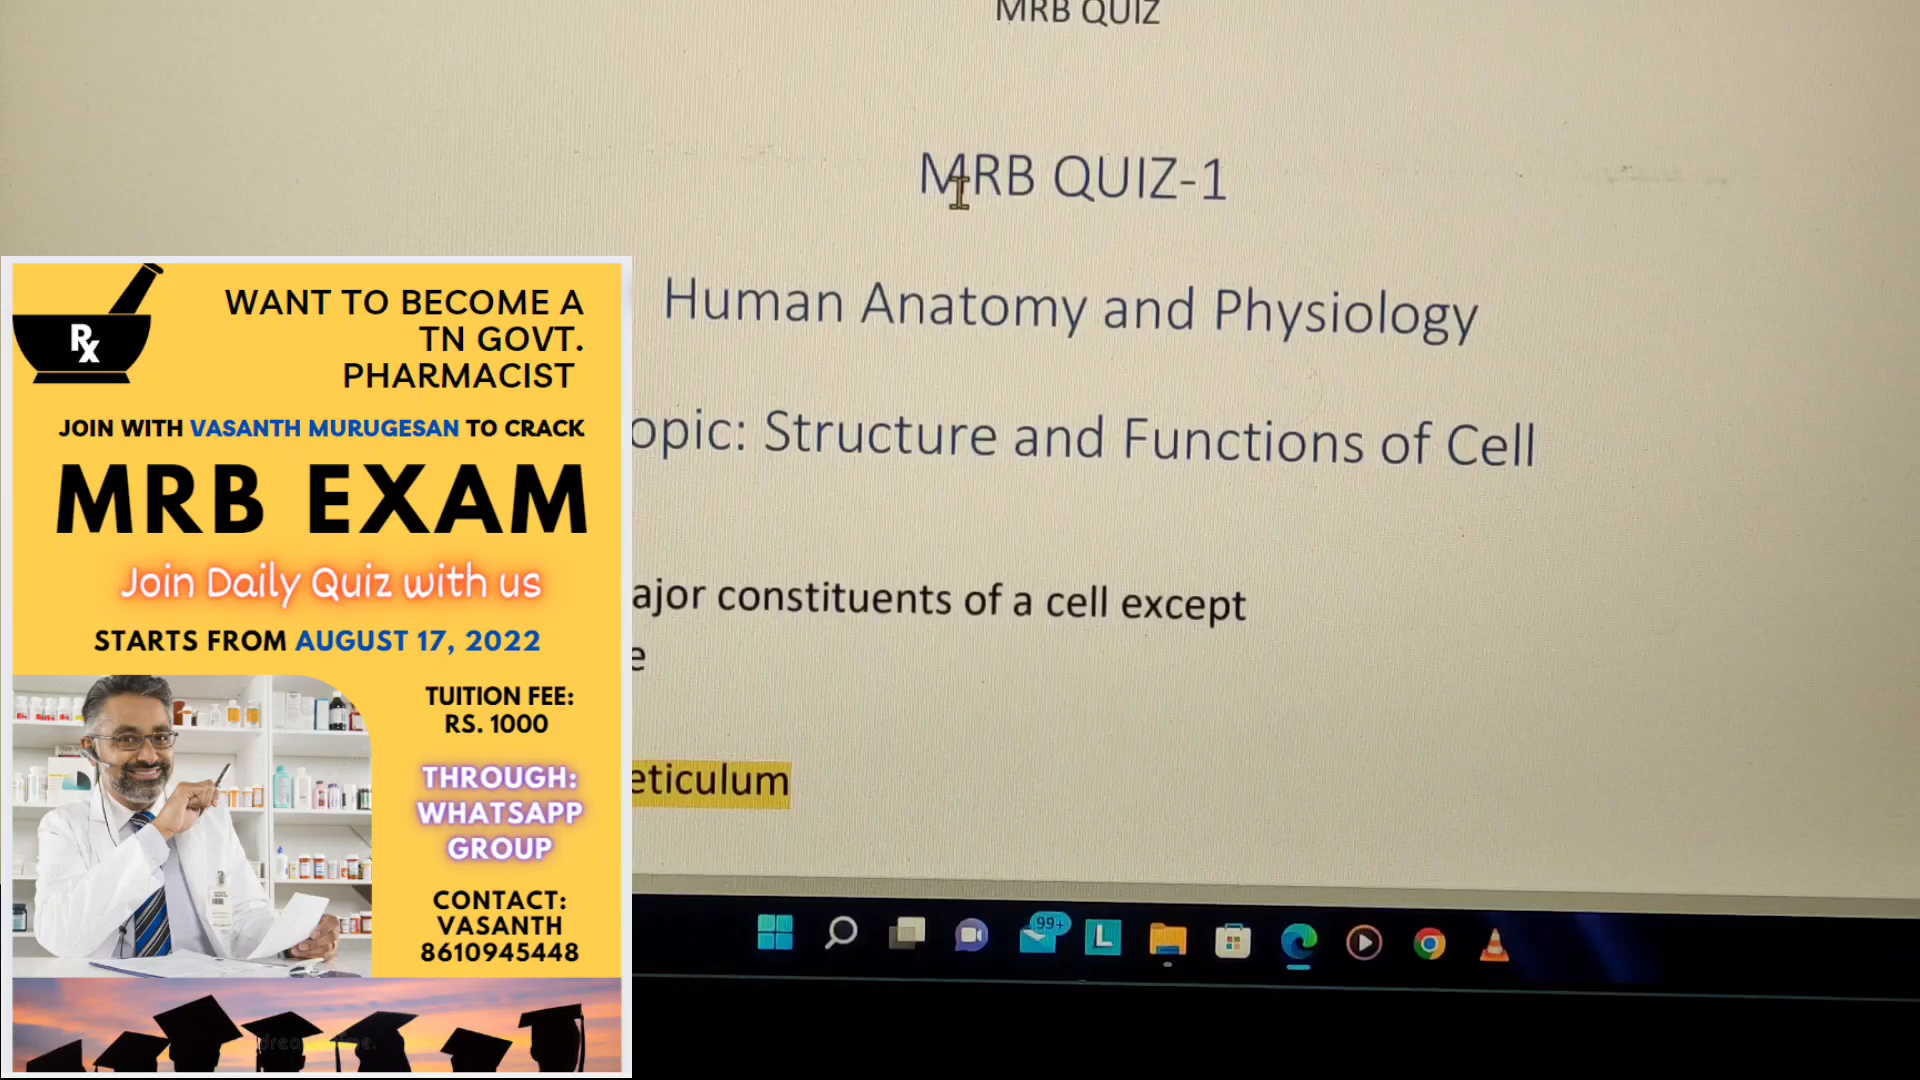 MRB QUIZ
MRB QUIZ-1
Human Anatomy and Physiology
opic: Structure and Functions of Cell
ajor constituents of a cell except
e
eticulum
99+
L
Rx
WANT TO BECOME A
TN GOVT.
PHARMACIST
JOIN WITH VASANTH MURUGESAN TO CRACK
MRB EXAM
Join Daily Quiz with us
STARTS FROM AUGUST 17, 2022
TUITION FEE:
RS. 1000
THROUGH:
WHATSAPP
GROUP
CONTACT:
VASANTH
8610945448